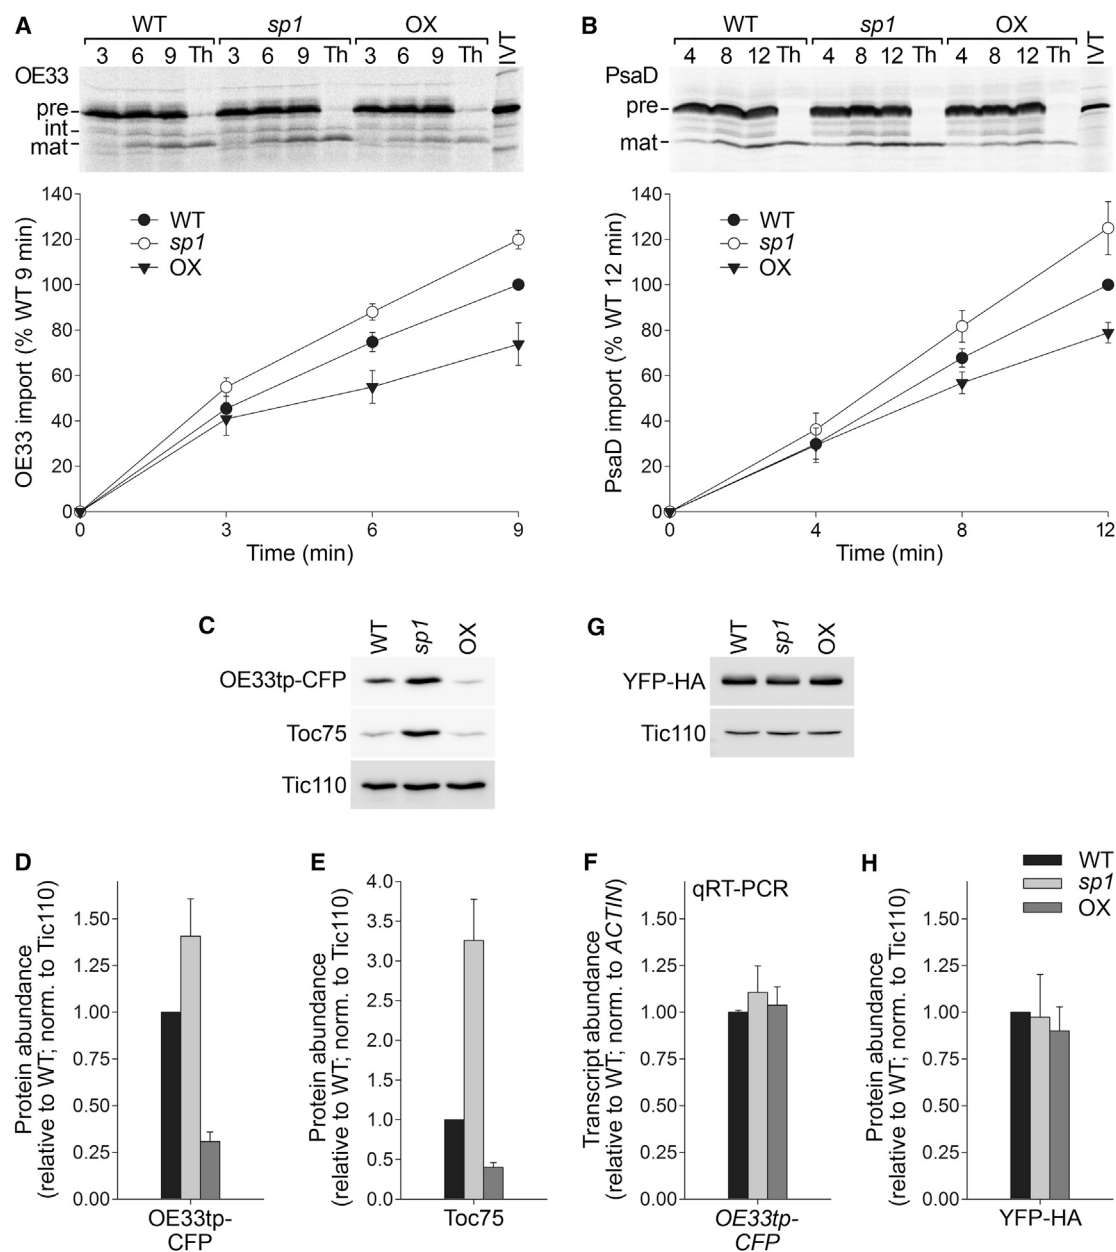 A
WT sp1 OX IVT
3 6 9 Th 3 6 9 Th 3 6 9 Th
OE33
pre
int
mat
140
120
100
80
60
40
20
0
OE33 import (% WT 9 min)
WT
sp1
OX
0 3 6 9
Time (min)
B
WT sp1 OX IVT
4 8 12 Th 4 8 12 Th 4 8 12 Th
PsaD
pre
mat
140
120
100
80
60
40
20
0
PsaD import (% WT 12 min)
WT
sp1
OX
0 4 8 12
Time (min)
C
WT sp1 OX
OE33tp-CFP
Toc75
Tic110
G
WT sp1 OX
YFP-HA
Tic110
D
Protein abundance
(relative to WT; norm. to Tic110)
1.50
1.25
1.00
0.75
0.50
0.25
0.00
OE33tp-
CFP
E
Protein abundance
(relative to WT; norm. to Tic110)
4.0
3.5
3.0
2.5
2.0
1.5
1.0
0.5
0.0
Toc75
F
qRT-PCR
Transcript abundance
(relative to WT; norm. to ACTIN)
1.50
1.25
1.00
0.75
0.50
0.25
0.00
OE33tp-
CFP
H
WT
sp1
OX
Protein abundance
(relative to WT; norm. to Tic110)
1.50
1.25
1.00
0.75
0.50
0.25
0.00
YFP-HA